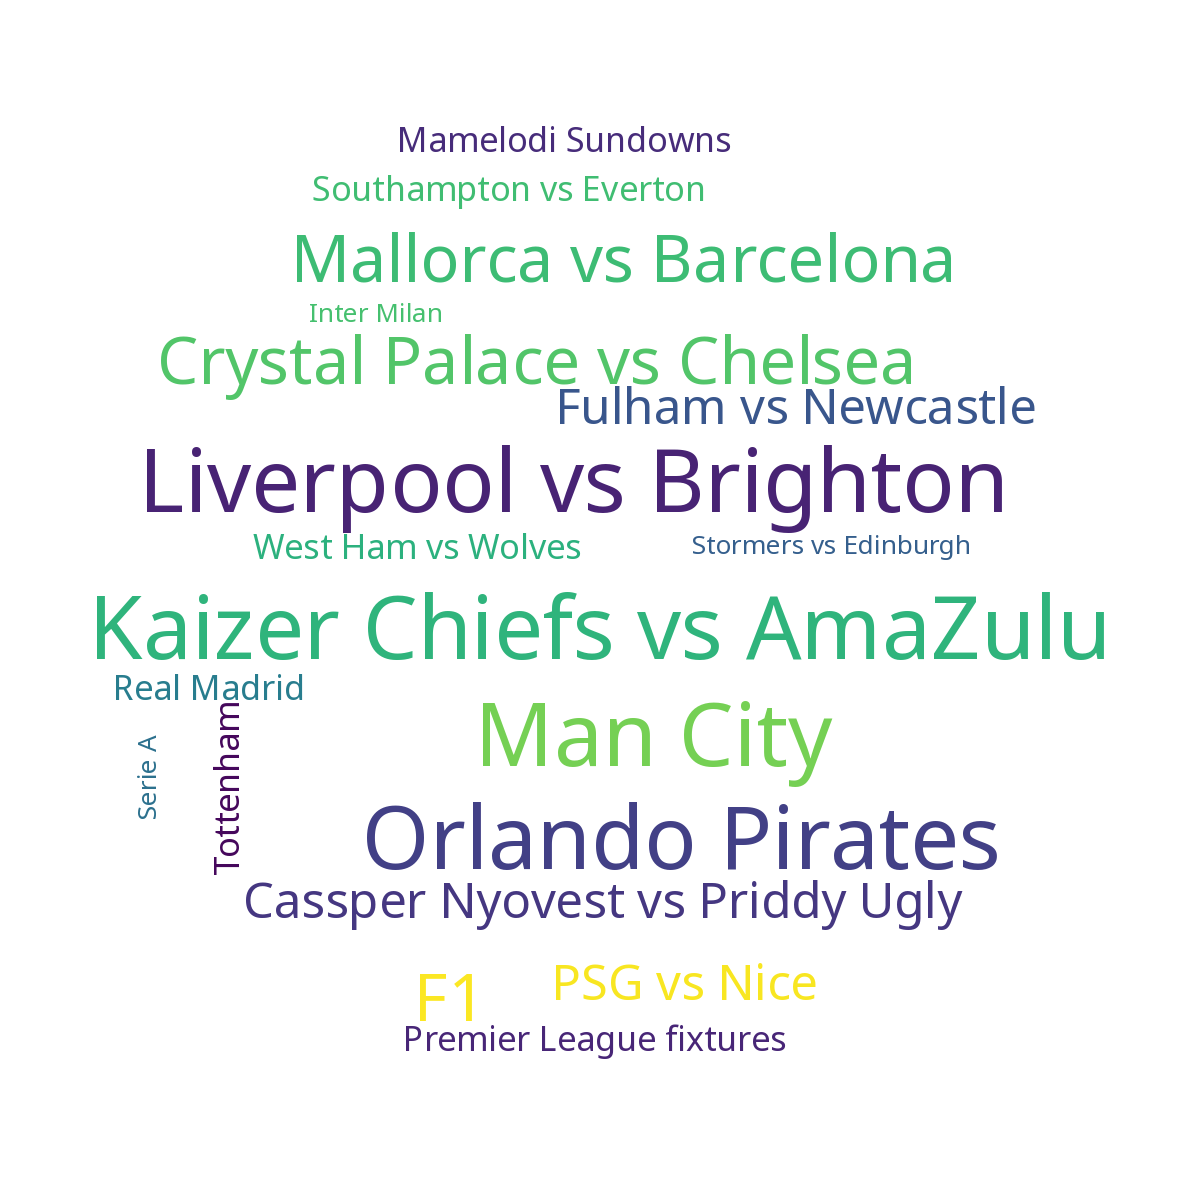 Mamelodi Sundowns
Southampton vs Everton
Mallorca vs Barcelona
Inter Milan
Crystal Palace vs Chelsea
Fulham vs Newcastle
Liverpool vs Brighton
West Ham vs Wolves
Stormers vs Edinburgh
Kaizer Chiefs vs AmaZulu
Real Madrid
Man City
Serie A
Tottenham
Orlando Pirates
Cassper Nyovest vs Priddy Ugly
F1
PSG vs Nice
Premier League fixtures